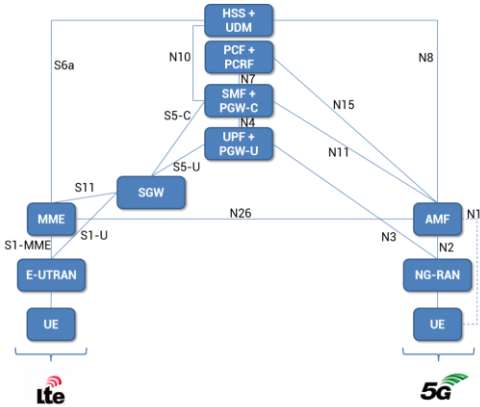 HSS +
UDM
PCF +
PCRF
N10
N7
S6a
N8
SMF +
PGW-C
N15
S5-C
N4
UPF +
PGW-U
N11
S5-U
SGW
S11
MME
N26
AMF
N1
S1-MME
S1-U
N3
N2
E-UTRAN
NG-RAN
UE
UE
lte
5G